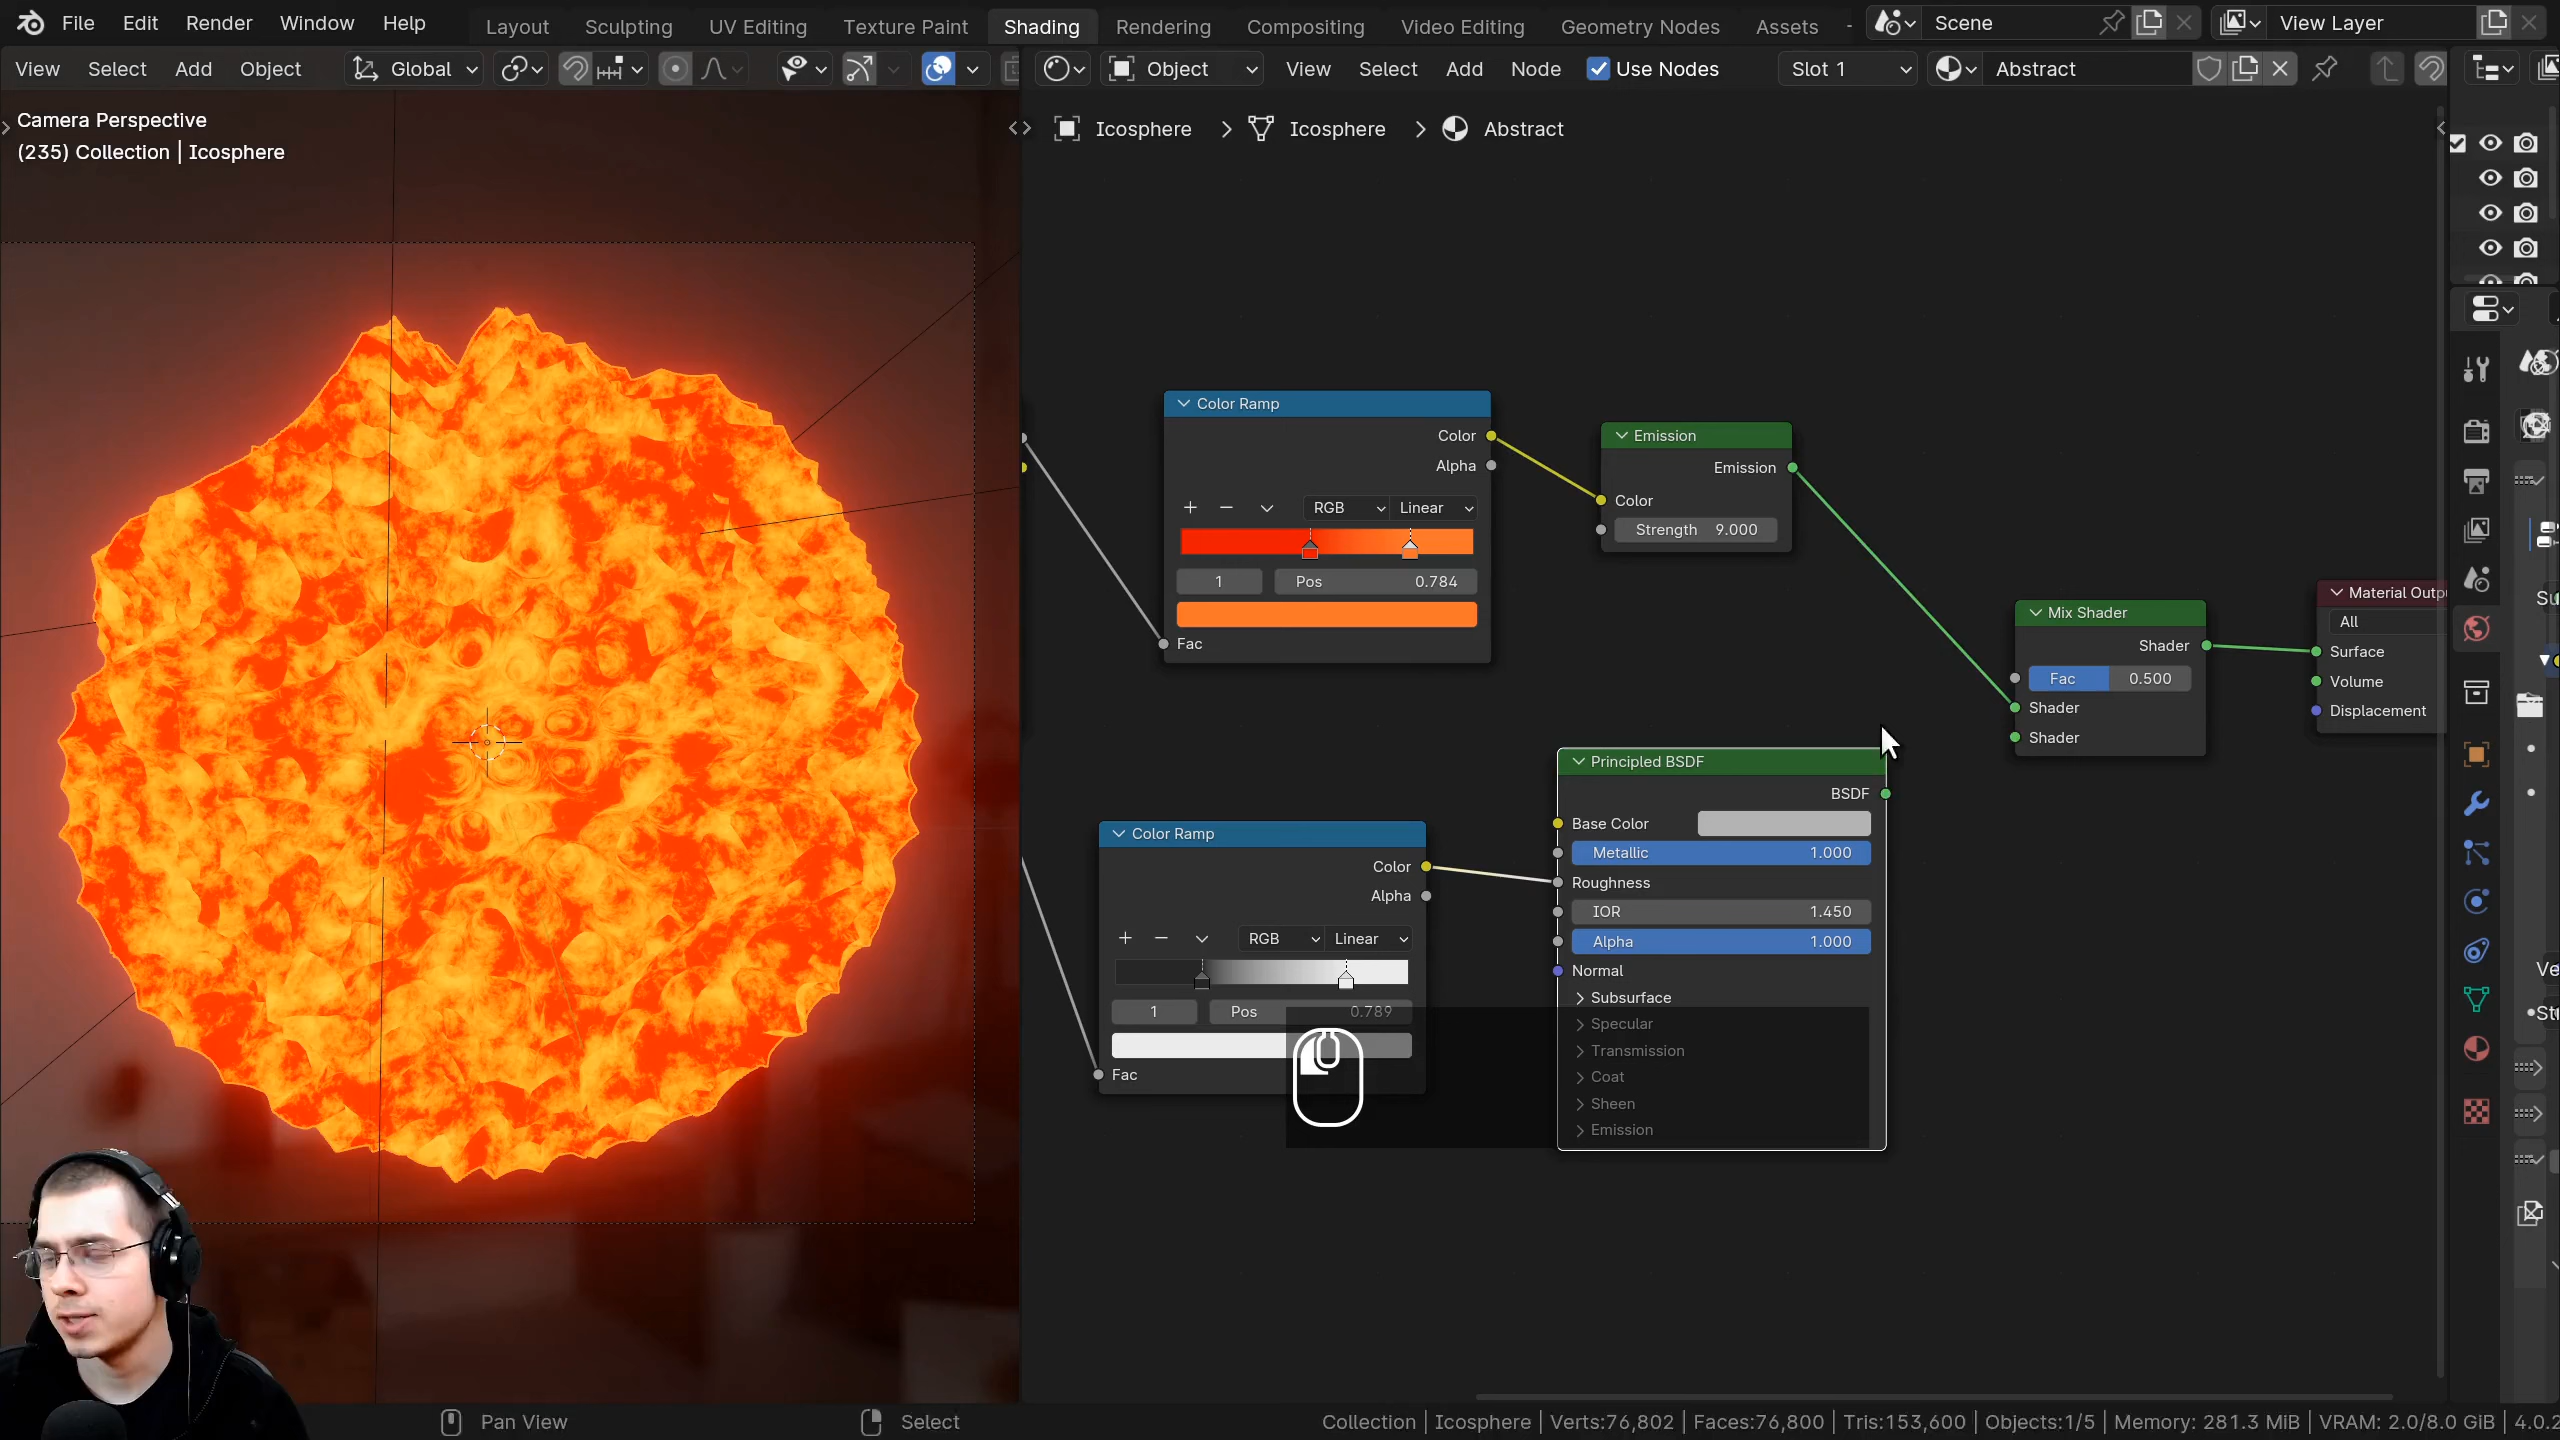 File Edit Render Window Help Layout Sculpting UV Editing Texture Paint Shading Rendering Compositing Video Editing Geometry Nodes Assets Scene View Layer
View Select Add Object Global Object View Select Add Node Use Nodes Slot 1 Abstract
Camera Perspective
(235) Collection | Icosphere
Icosphere > Icosphere > Abstract
Color Ramp
Color
Alpha
RGB Linear
1 Pos 0.784
Fac
Emission
Emission
Color
Strength 9.000
Mix Shader
Shader
Fac 0.500
Shader
Shader
Material Outp
All
Surface
Volume
Displacement
Color Ramp
Color
Alpha
RGB Linear
1 Pos 0.789
Fac
Principled BSDF
BSDF
Base Color
Metallic 1.000
Roughness
IOR 1.450
Alpha 1.000
Normal
Subsurface
Specular
Transmission
Coat
Sheen
Emission
Su
Ve
Pan View Select Collection | Icosphere | Verts:76,802 | Faces:76,800 | Tris:153,600 | Objects:1/5 | Memory: 281.3 MiB | VRAM: 2.0/8.0 GiB | 4.0.2